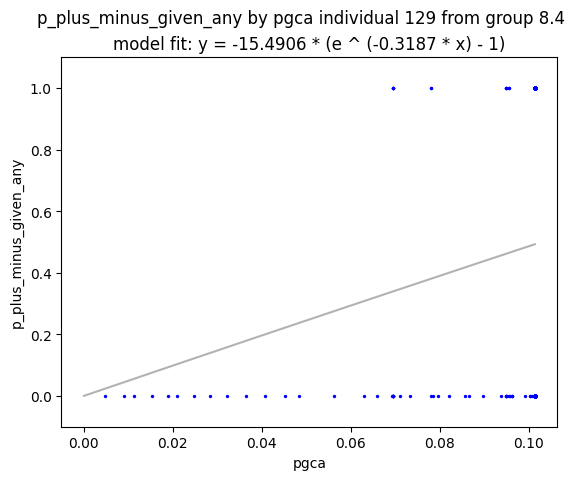 p_plus_minus_given_any by pgca individual 129 from group 8.4
model fit: y = -15.4906 * (e ^ (-0.3187 * x) - 1)
1.0
0.8
0.6
0.4
0.2
0.0
p_plus_minus_given_any
0.00 0.02 0.04 0.06 0.08 0.10
pgca